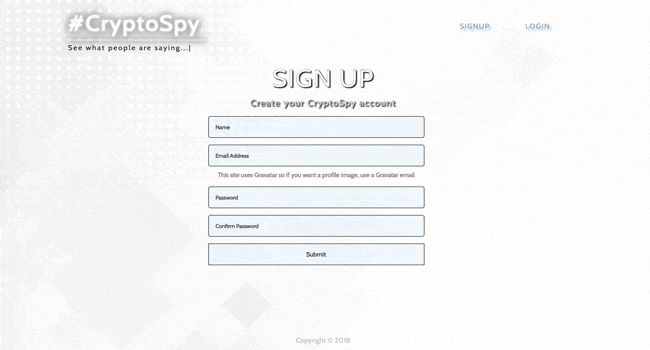 #CryptoSpy
See what people are saying...|
SIGNUP
LOGIN
SIGN UP
Create your CryptoSpy account
Name
Email Address
This site uses Gravatar so if you want a profile image, use a Gravatar email
Password
Confirm Password
Submit
Copyright © 2018